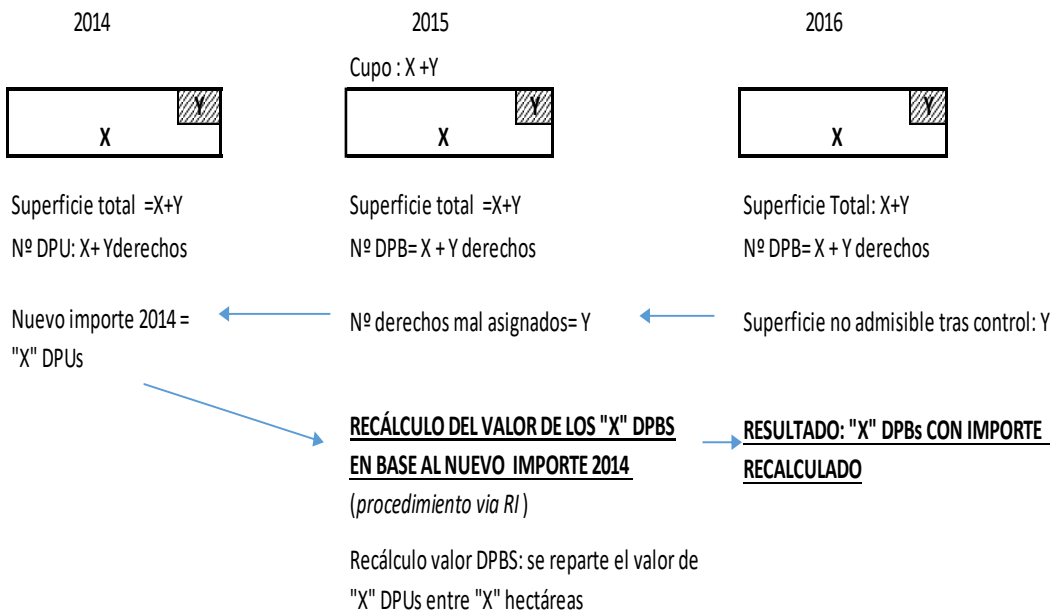 2014
Y
X
Superficie total =X+Y
Nº DPU: X+ Yderechos
Nuevo importe 2014 =
"X" DPUs
2015
Cupo : X +Y
Y
X
Superficie total =X+Y
Nº DPB= X + Y derechos
Nº derechos mal asignados= Y
RECÁLCULO DEL VALOR DE LOS "X" DPBS
EN BASE AL NUEVO IMPORTE 2014
(procedimiento via RI )
Recálculo valor DPBS: se reparte el valor de
"X" DPUs entre "X" hectáreas
2016
Y
X
Superficie Total: X+Y
Nº DPB= X + Y derechos
Superficie no admisible tras control: Y
RESULTADO: "X" DPBs CON IMPORTE
RECALCULADO